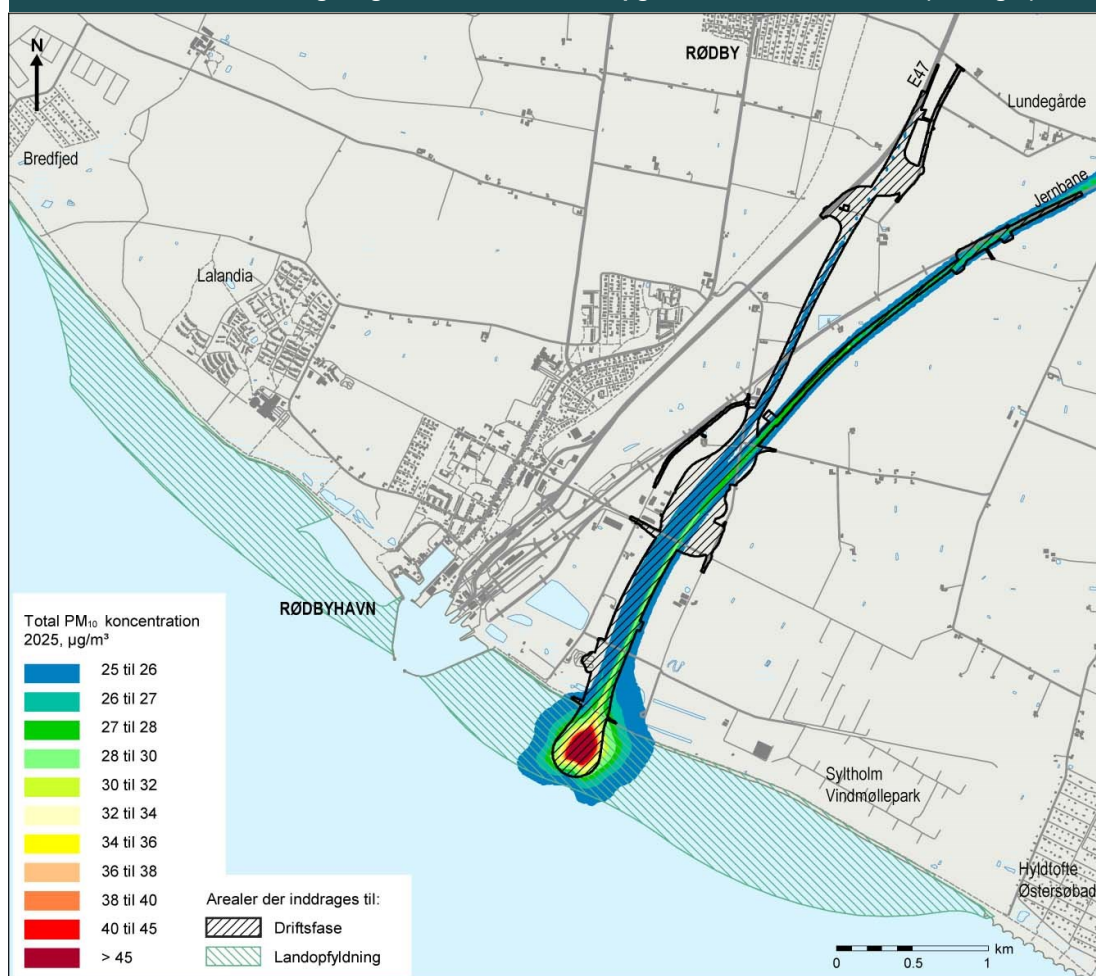 N
RØDBY
E47
Lundegårde
Bredfjed
Jernbane
Lalandia
RØDBYHAVN
Total PM₁₀ koncentration
2025, µg/m³
25 til 26
26 til 27
27 til 28
28 til 30
30 til 32
32 til 34
34 til 36
36 til 38
38 til 40
40 til 45
> 45
Arealer der inddrages til:
Driftsfase
Landopfyldning
Syltholm
Vindmøllepark
Hyldtofte
Østersøbad
km
0 0.5 1